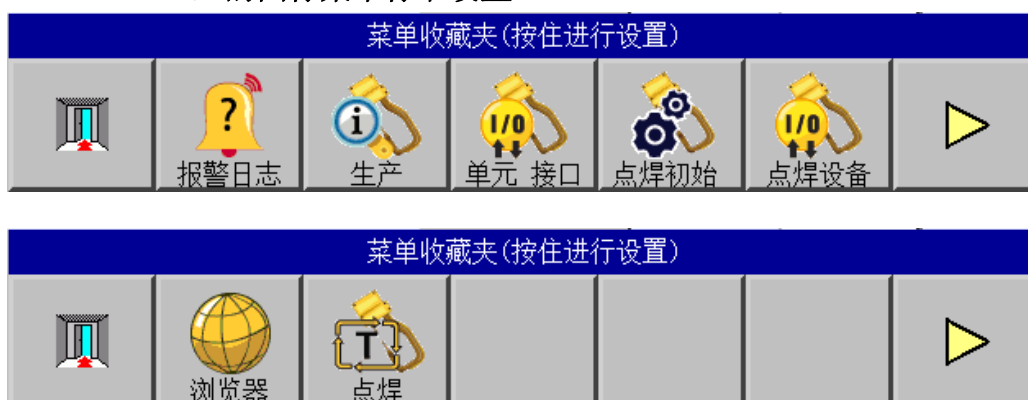 菜单收藏夹(按住进行设置)
?
i
I/O
I/O
报警日志 生产 单元 接口 点焊初始 点焊设备
菜单收藏夹(按住进行设置)
T
浏览器 点焊